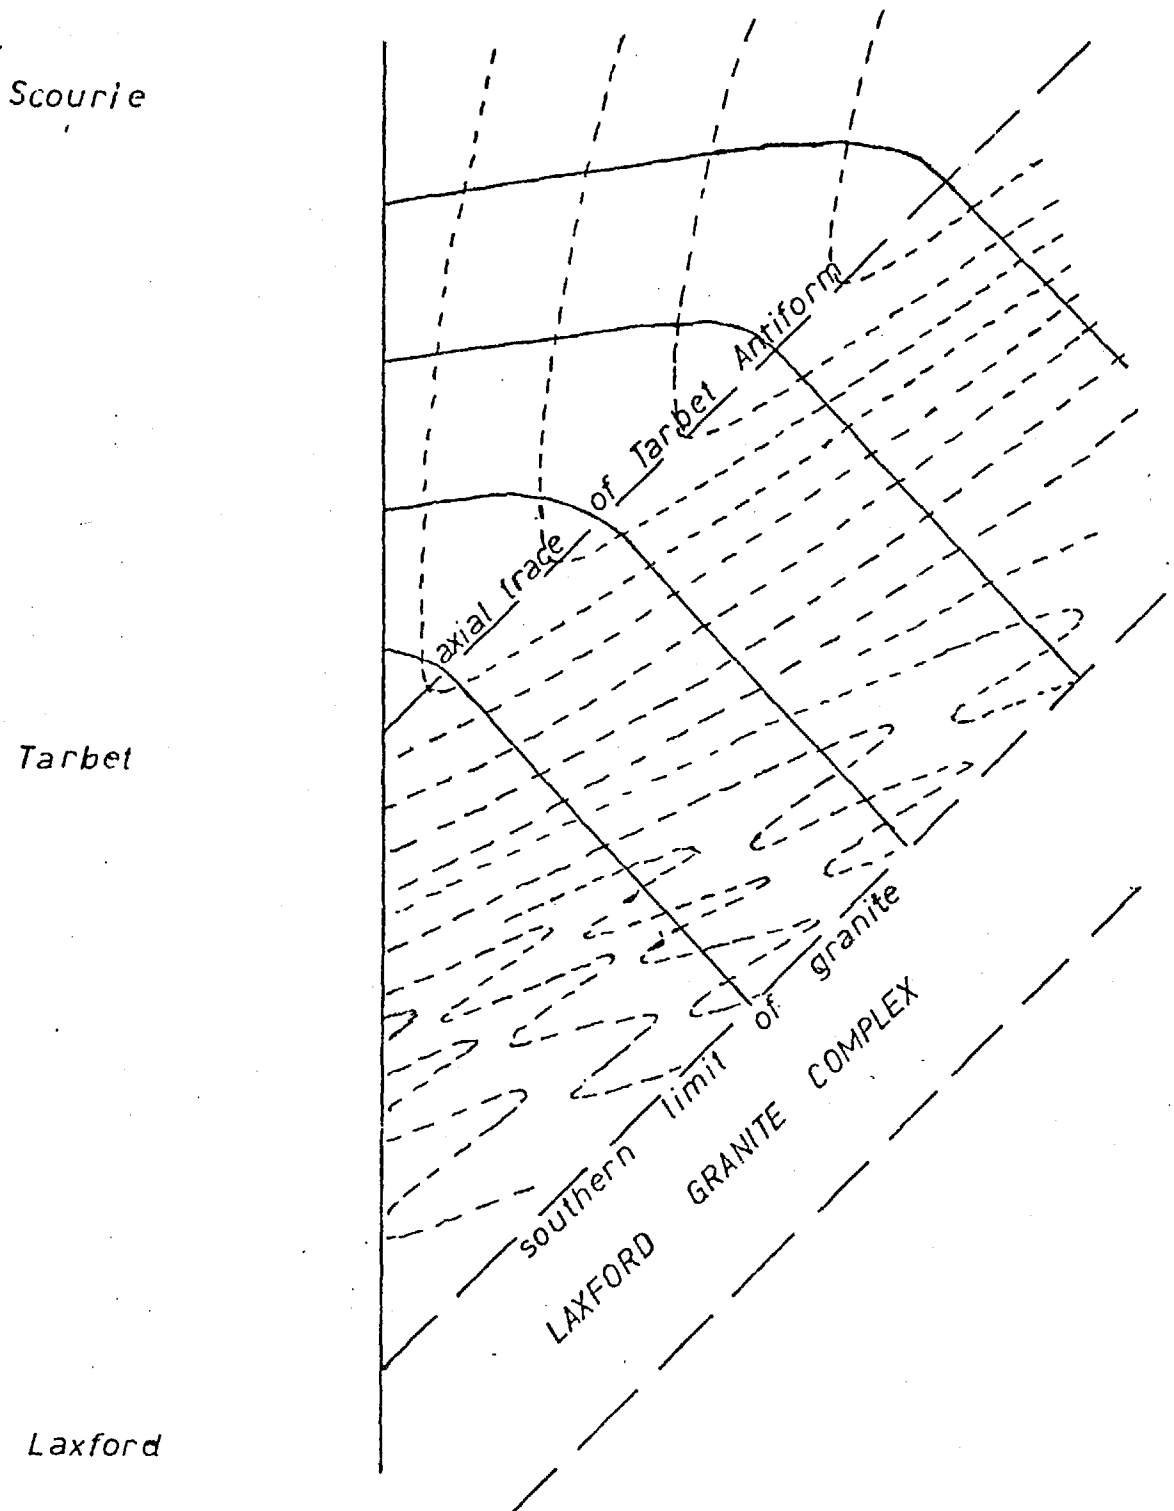 Scourie
axial trace of Tarbet Antiform
Tarbet
southern limit of granite
LAXFORD GRANITE COMPLEX
Laxford